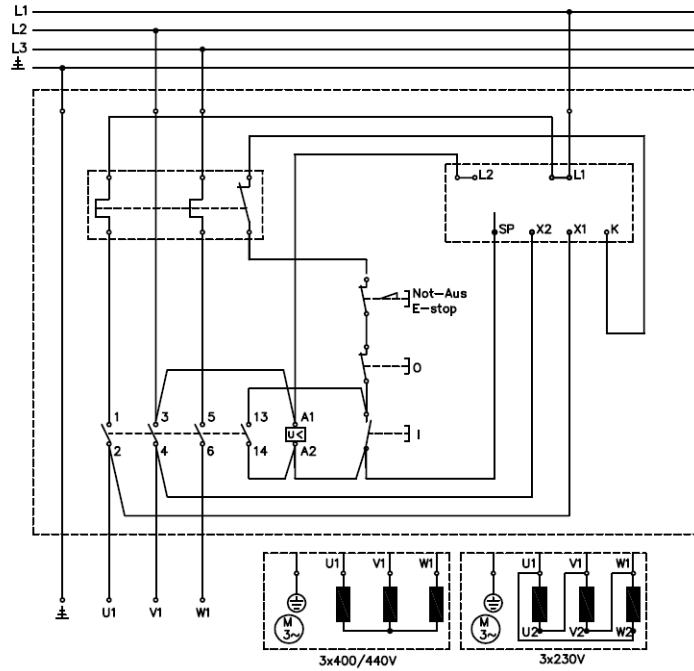 L1
L2
L3
L2 L1
SP X2 X1 K
Not-Aus
E-stop
O
1 3 5 13 A1
U< I
2 4 6 14 A2
U1 V1 W1
U1 V1 W1
U1 V1 W1
M
3~
M
3~
U2 V2 W2
3x400/440V
3x230V